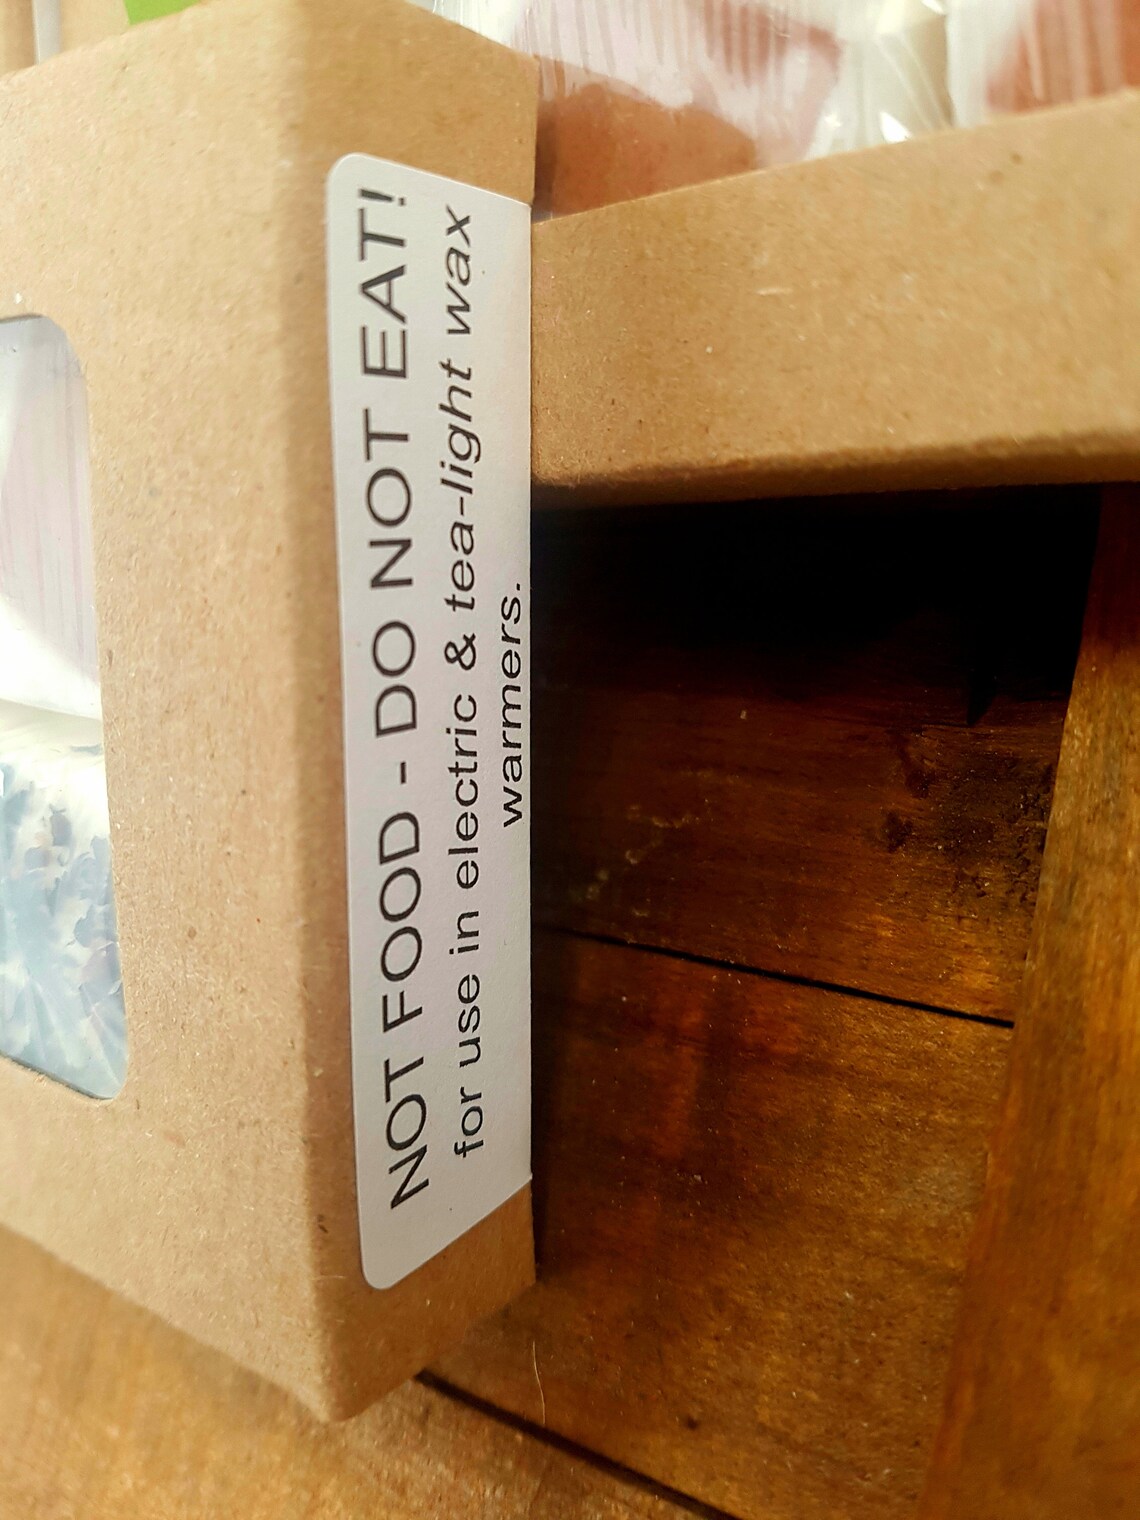 NOT FOOD - DO NOT EAT!
for use in electric & tea-light wax
warmers.